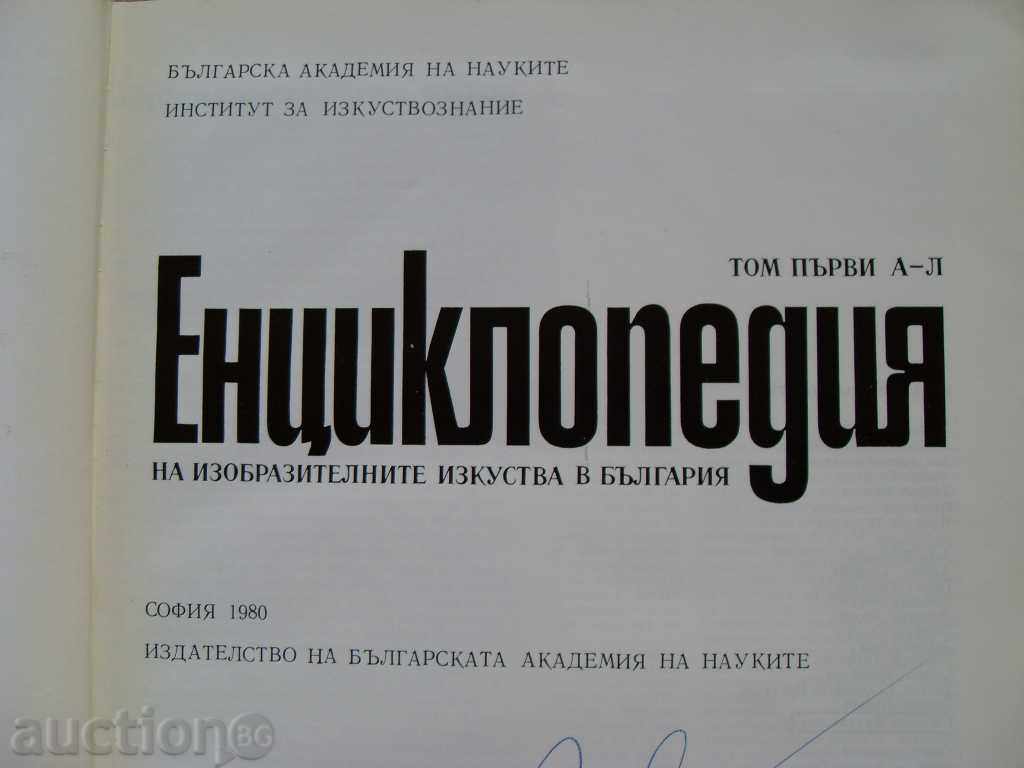 БЪЛГАРСКА АКАДЕМИЯ НА НАУКИТЕ
ИНСТИТУТ ЗА ИЗКУСТВОЗНАНИЕ
ТОМ ПЪРВИ А-Л
Енциклопедия
НА ИЗОБРАЗИТЕЛНИТЕ ИЗКУСТВА В БЪЛГАРИЯ
СОФИЯ 1980
ИЗДАТЕЛСТВО НА БЪЛГАРСКАТА АКАДЕМИЯ НА НАУКИТЕ
auction BG